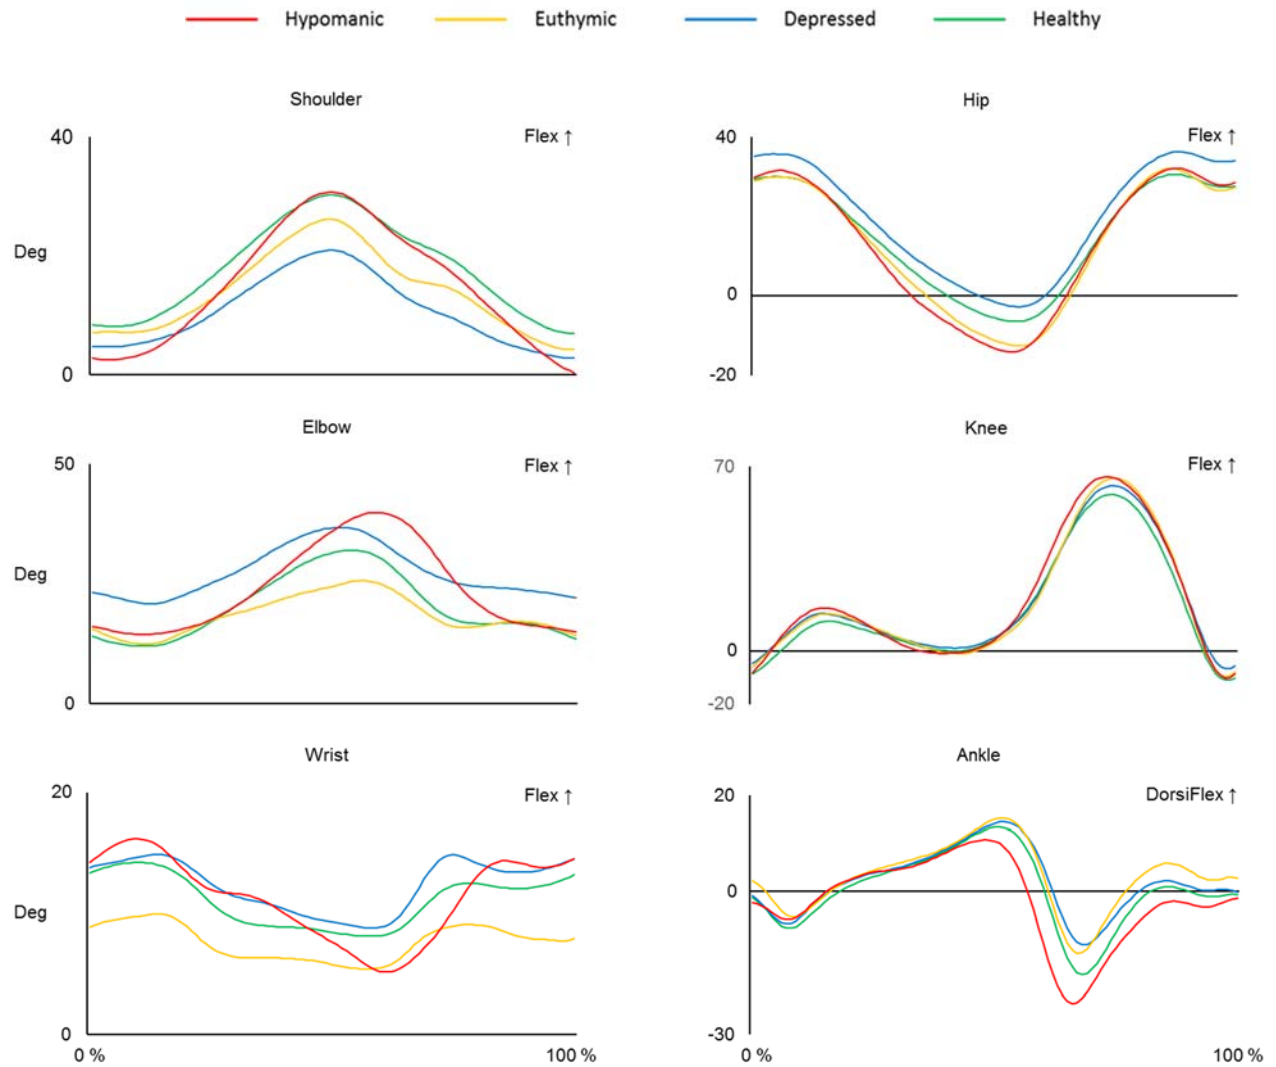 Hypomanic Euthymic Depressed Healthy
Shoulder
40
Flex ↑
Deg
0
Hip
40
Flex ↑
0
-20
Elbow
50
Flex ↑
Deg
0
Knee
70
Flex ↑
0
-20
Wrist
20
Flex ↑
Deg
0
0 % 100 %
Ankle
20
DorsiFlex ↑
0
-30
0 % 100 %